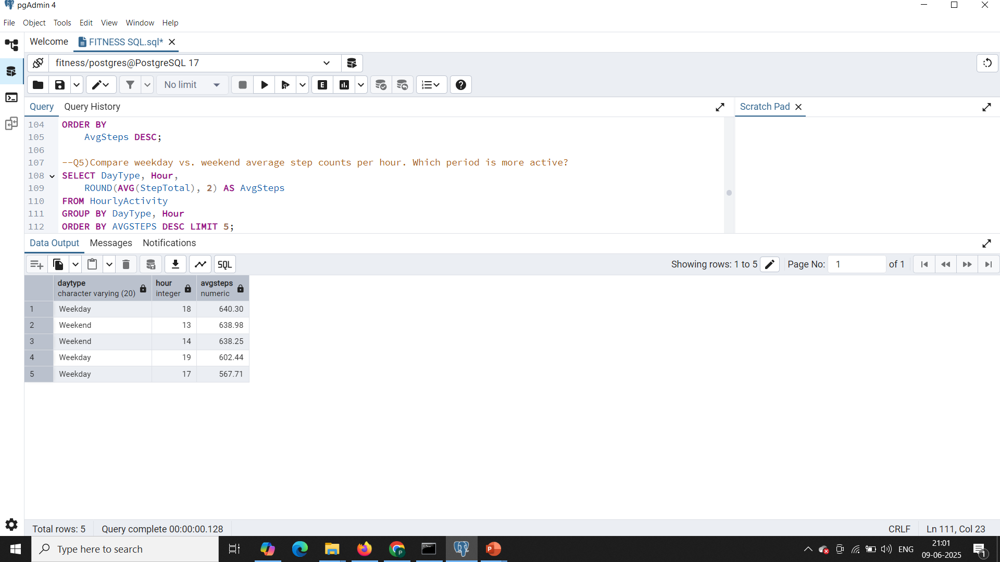 pgAdmin 4
File Object Tools Edit View Window Help
Welcome FITNESS SQL.sql*
fitness/postgres@PostgreSQL 17
No limit E
Query Query History Scratch Pad
104 ORDER BY
105 AvgSteps DESC;
106
107 --Q5)Compare weekday vs. weekend average step counts per hour. Which period is more active?
108 SELECT DayType, Hour,
109 ROUND(AVG(StepTotal), 2) AS AvgSteps
110 FROM HourlyActivity
111 GROUP BY DayType, Hour
112 ORDER BY AVGSTEPS DESC LIMIT 5;
Data Output Messages Notifications
SQL Showing rows: 1 to 5 Page No: 1 of 1
daytype hour avgsteps
character varying (20) integer numeric
1 Weekday 18 640.30
2 Weekend 13 638.98
3 Weekend 14 638.25
4 Weekday 19 602.44
5 Weekday 17 567.71
Total rows: 5 Query complete 00:00:00.128 CRLF Ln 111, Col 23
Type here to search ENG 21:01
09-06-2025 1